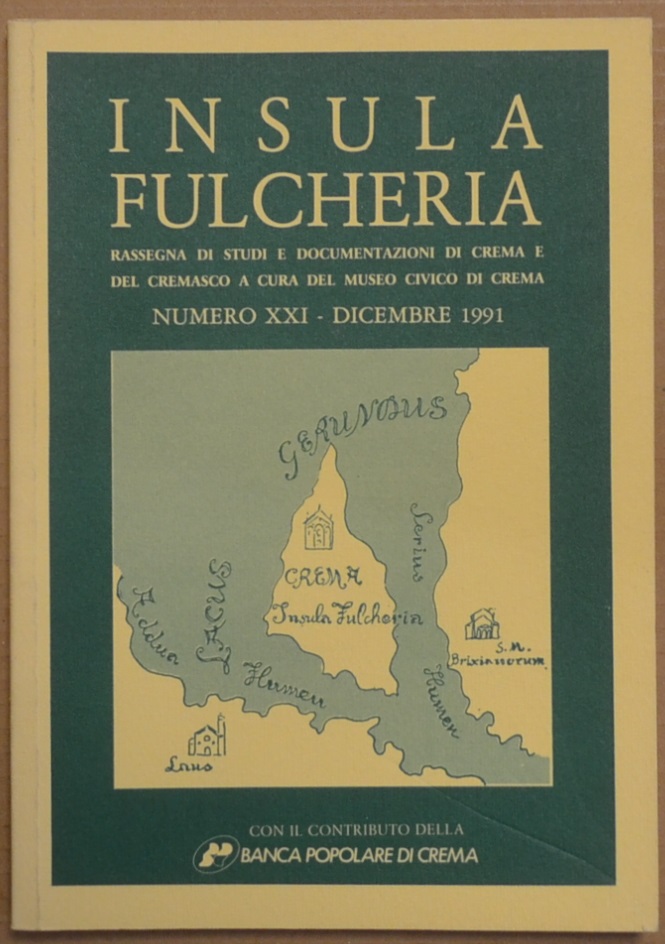 INSULA
FULCHERIA
RASSEGNA DI STUDI E DOCUMENTAZIONI DI CREMA E
DEL CREMASCO A CURA DEL MUSEO CIVICO DI CREMA
NUMERO XXI - DICEMBRE 1991
GERUNDIUS
Serius
CREMA
Insula Fulcheria
LACUS
Addua
Flumen
Flumen
S. M.
Brixianorum
Laus
CON IL CONTRIBUTO DELLA
BANCA POPOLARE DI CREMA